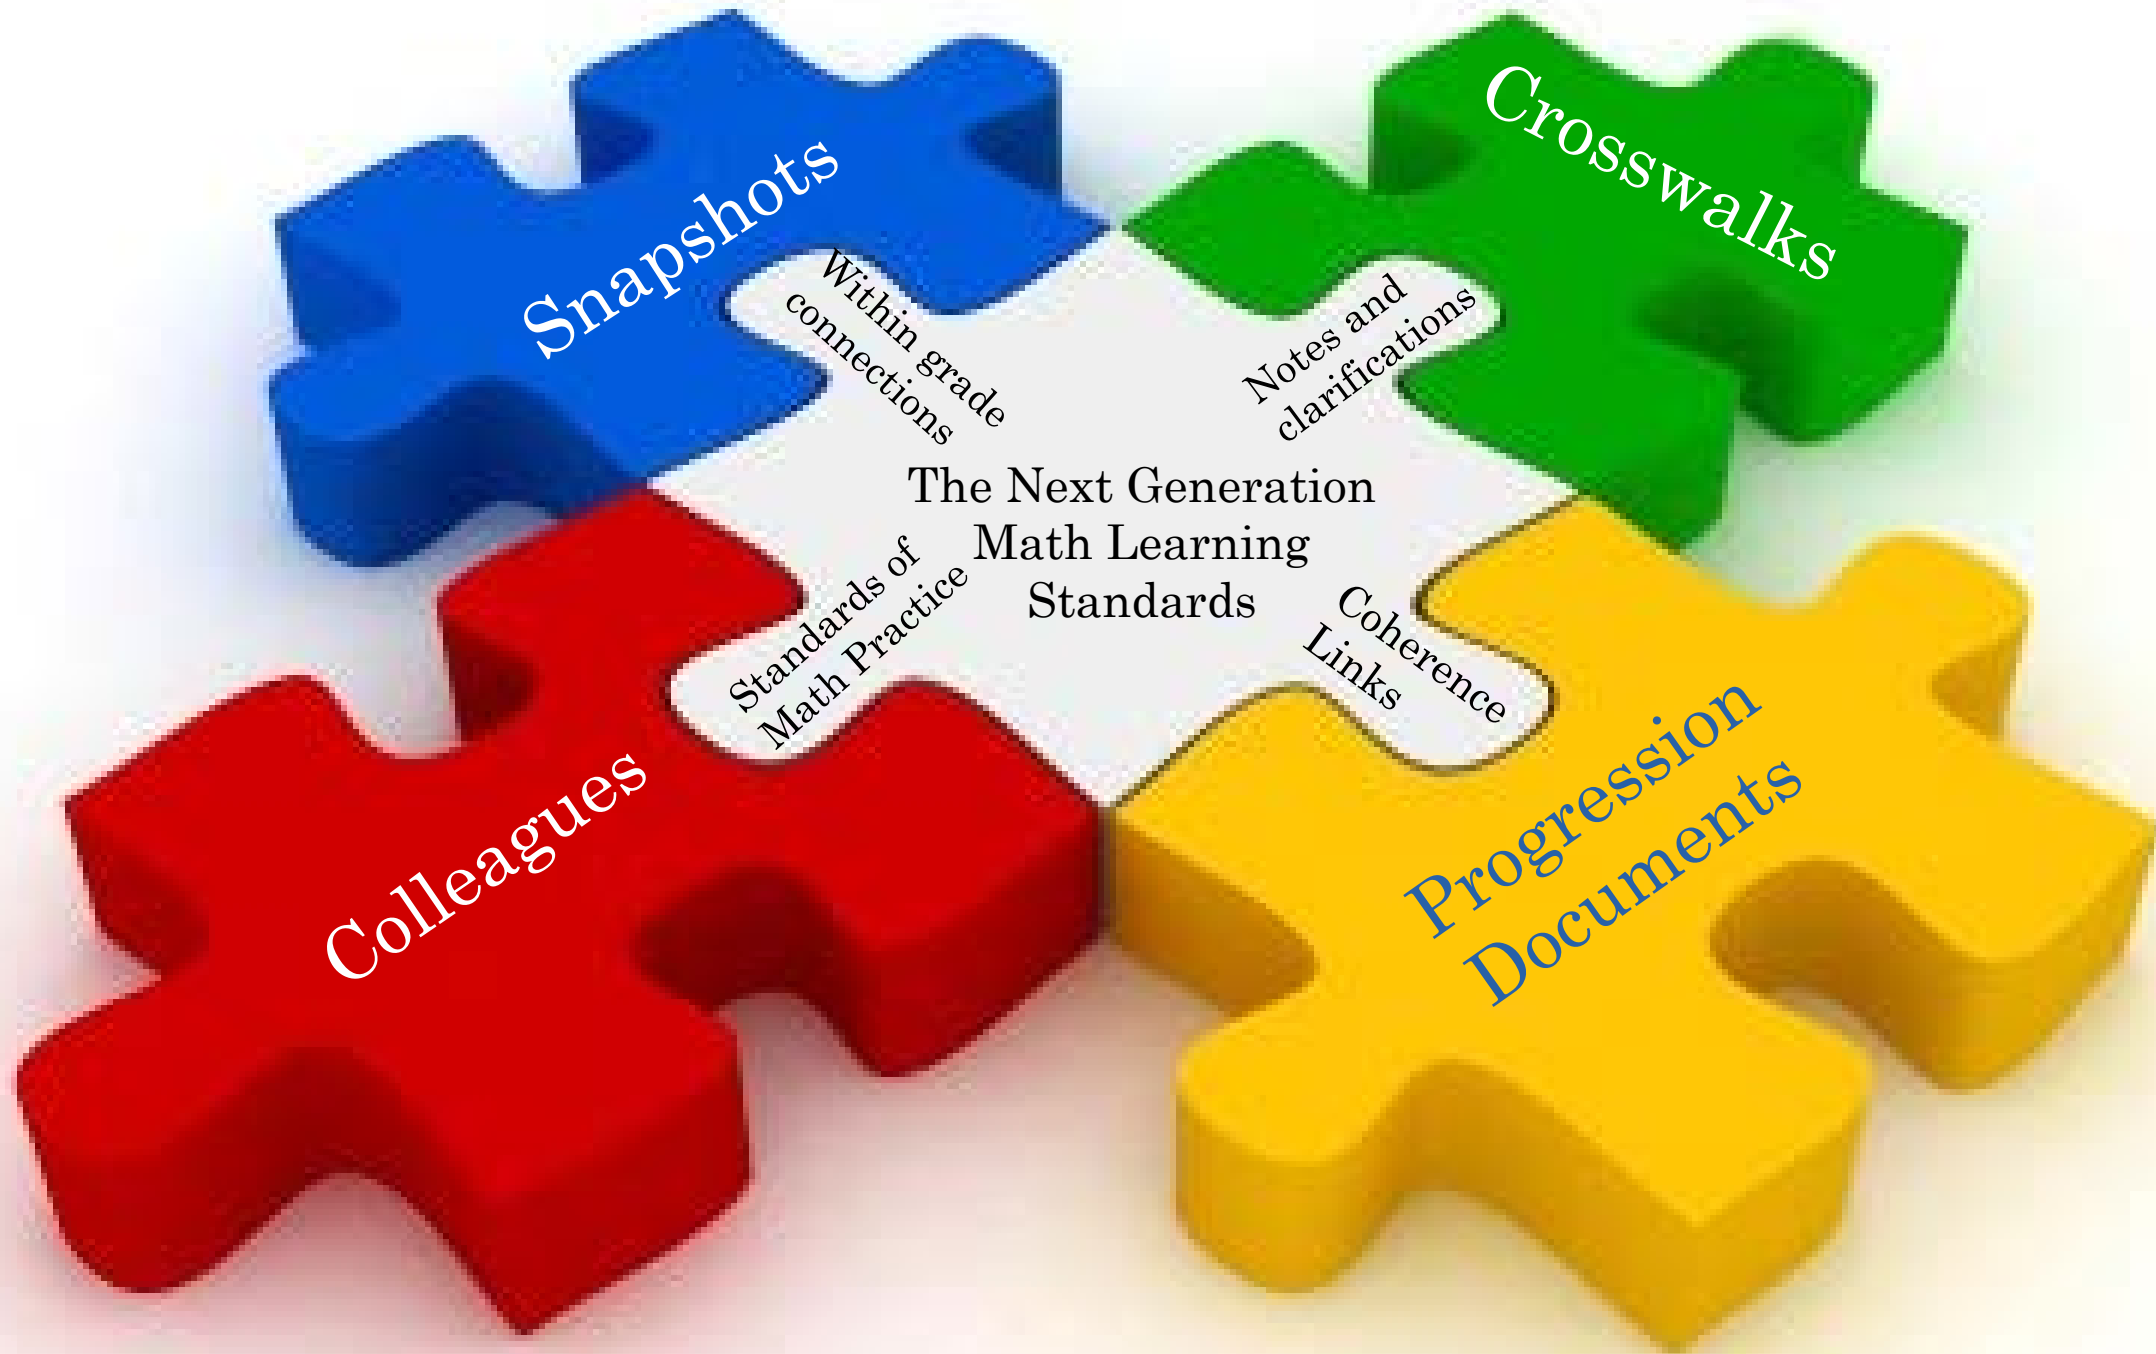 Snapshots
Crosswalks
Within grade
connections
Notes and
clarifications
The Next Generation
Math Learning
Standards
Standards of
Math Practice
Coherence
Links
Colleagues
Progression
Documents